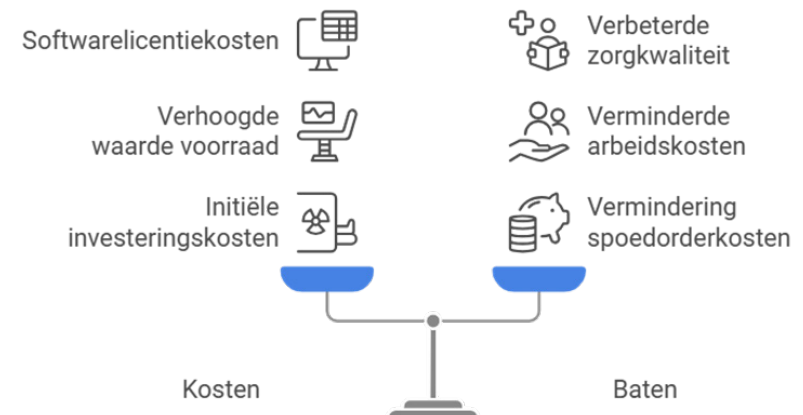 Softwarelicentiekosten
Verhoogde
waarde voorraad
Initiële
investeringskosten
Verbeterde
zorgkwaliteit
Verminderde
arbeidskosten
Vermindering
spoedorderkosten
Kosten
Baten